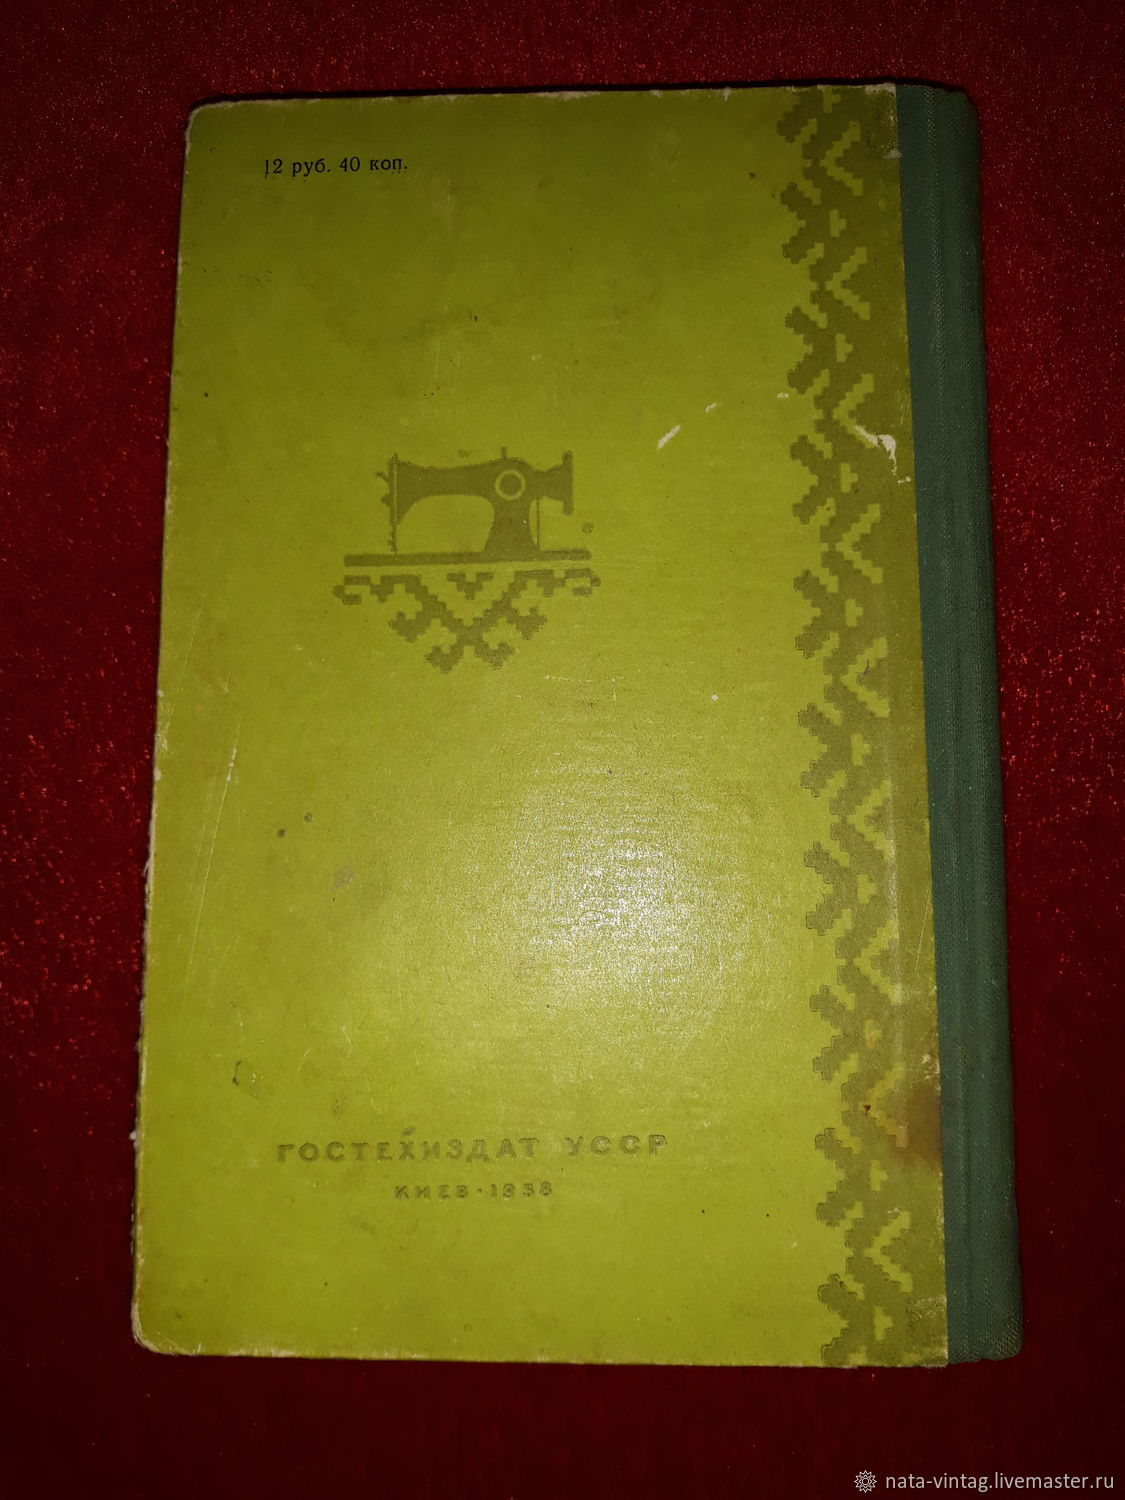 12 руб. 40 коп.
ГОСТЕХИЗДАТ УССР
КИЕВ · 1958
nata-vintag.livemaster.ru